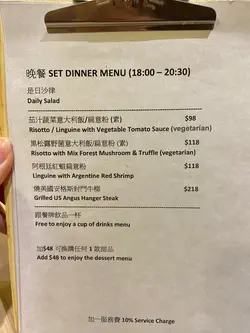 晚餐 SET DINNER MENU (18:00 – 20:30)
是日沙律
Daily Salad
茄汁蔬菜意大利飯/扁意粉 (素) $98
Risotto / Linguine with Vegetable Tomato Sauce (vegetarian)
黑松露野菌意大利飯/扁意粉 (素) $118
Risotto with Mix Forest Mushroom & Truffle (vegetarian)
阿根廷紅蝦扁意粉 $118
Linguine with Argentine Red Shrimp
燒美國安格斯封門牛柳 $218
Grilled US Angus Hanger Steak
跟餐牌飲品一杯
Free to enjoy a cup of drinks menu
加$48 可換購任何 1 款甜品
Add $48 to enjoy the dessert menu
加一服務費 10% Service Charge